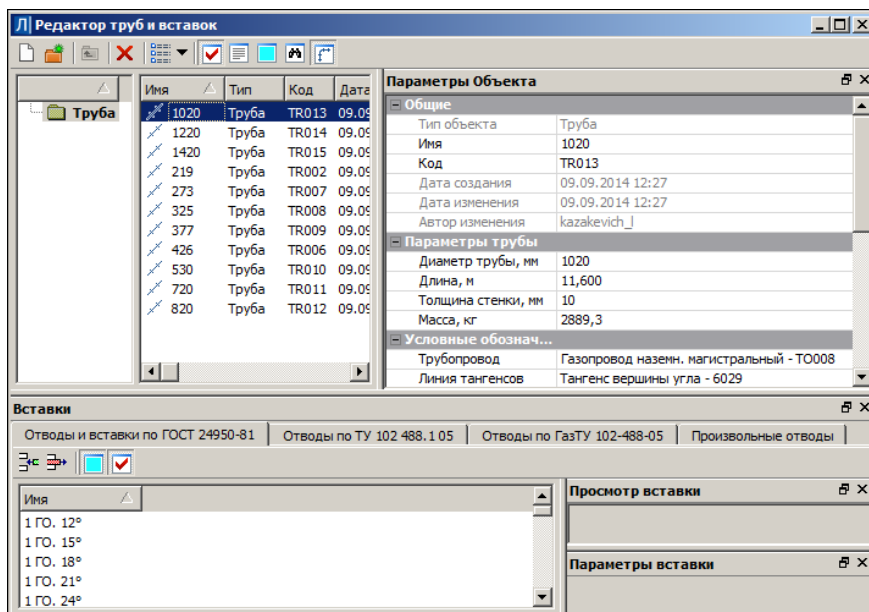 Л Редактор труб и вставок
Труба
Имя Тип Код Дата
1020 Труба TR013 09.09
1220 Труба TR014 09.09
1420 Труба TR015 09.09
219 Труба TR002 09.09
273 Труба TR007 09.09
325 Труба TR008 09.09
377 Труба TR009 09.09
426 Труба TR006 09.09
530 Труба TR010 09.09
720 Труба TR011 09.09
820 Труба TR012 09.09
Параметры Объекта
Общие
Тип объекта Труба
Имя 1020
Код TR013
Дата создания 09.09.2014 12:27
Дата изменения 09.09.2014 12:27
Автор изменения kazakevich_l
Параметры трубы
Диаметр трубы, мм 1020
Длина, м 11,600
Толщина стенки, мм 10
Масса, кг 2889,3
Условные обознач...
Трубопровод Газопровод наземн. магистральный - ТО008
Линия тангенсов Тангенс вершины угла - 6029
Вставки
Отводы и вставки по ГОСТ 24950-81 Отводы по ТУ 102 488.1 05 Отводы по ГазТУ 102-488-05 Произвольные отводы
Имя
1 ГО. 12°
1 ГО. 15°
1 ГО. 18°
1 ГО. 21°
1 ГО. 24°
Просмотр вставки
Параметры вставки